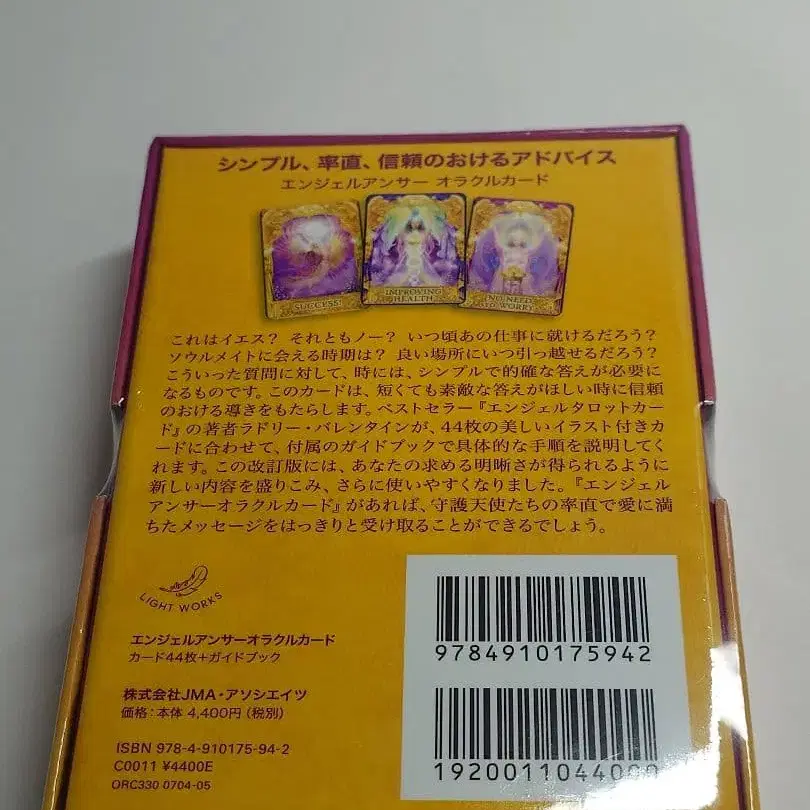 シンプル、率直、信頼のおけるアドバイス
エンジェルアンサー オラクルカード
SUCCESS!
IMPROVING
HEALTH
NO NEED
TO WORRY
これはイエス? それともノー? いつ頃あの仕事に就けるだろう?
ソウルメイトに会える時期は? 良い場所にいつ引っ越せるだろう?
こういった質問に対して、時には、シンプルで的確な答えが必要に
なるものです。このカードは、短くても素敵な答えがほしい時に信頼
のおける導きをもたらします。ベストセラー『エンジェルタロットカー
ド』の著者ラドリー・バレンタインが、44枚の美しいイラスト付きカ
ードに合わせて、付属のガイドブックで具体的な手順を説明してく
れます。この改訂版には、あなたの求める明晰さが得られるように
新しい内容を盛りこみ、さらに使いやすくなりました。『エンジェル
アンサーオラクルカード』があれば、守護天使たちの率直で愛に満
ちたメッセージをはっきりと受け取ることができるでしょう。
LIGHT WORKS
エンジェルアンサーオラクルカード
カード44枚+ガイドブック
株式会社JMA・アソシエイツ
価格:本体 4,400円(税別)
ISBN 978-4-910175-94-2
C0011 ¥4400E
ORC330 0704-05
9784910175942
1920011044000